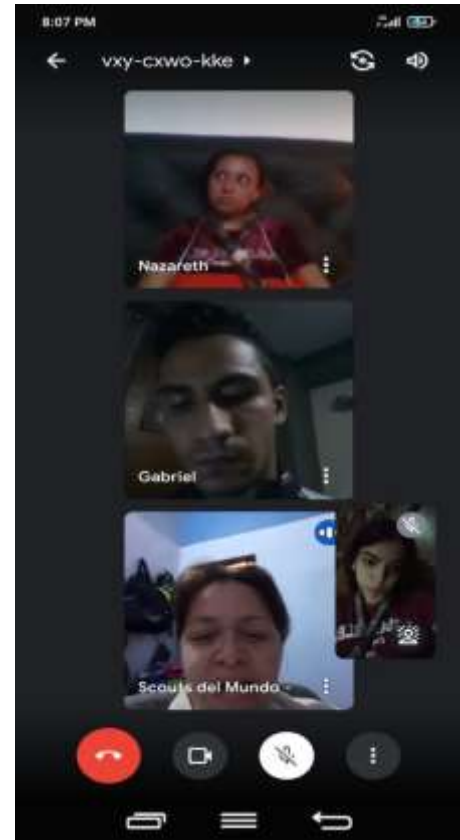 8:07 PM
vxy-cxwo-kke
Nazareth
Gabriel
Scouts del Mundo -